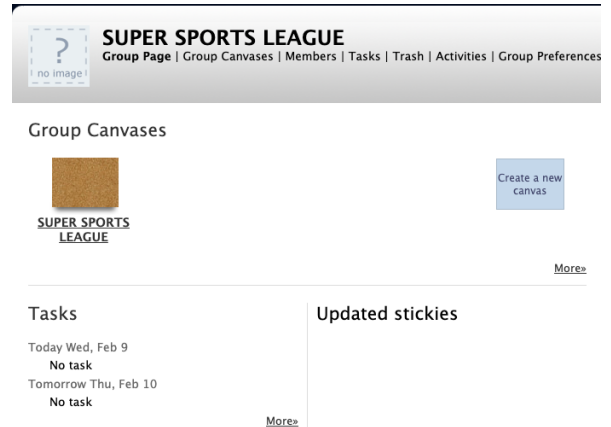 SUPER SPORTS LEAGUE
?
no image
Group Page | Group Canvases | Members | Tasks | Trash | Activities | Group Preferences
Group Canvases
SUPER SPORTS
LEAGUE
Create a new
canvas
More»
Tasks
Today Wed, Feb 9
No task
Tomorrow Thu, Feb 10
No task
More»
Updated stickies